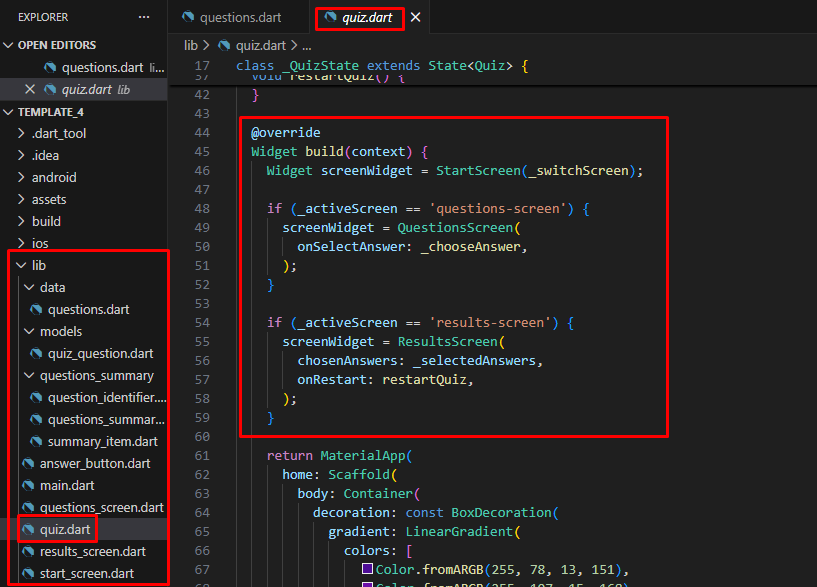 EXPLORER ...
OPEN EDITORS
questions.dart li...
quiz.dart lib
TEMPLATE_4
.dart_tool
.idea
android
assets
build
ios
lib
data
questions.dart
models
quiz_question.dart
questions_summary
question_identifier....
questions_summar...
summary_item.dart
answer_button.dart
main.dart
questions_screen.dart
quiz.dart
results_screen.dart
start_screen.dart
questions.dart
quiz.dart
lib > quiz.dart > ...
17 class _QuizState extends State<Quiz> {
37 void restartQuiz() {
42 }
43
44 @override
45 Widget build(context) {
46 Widget screenWidget = StartScreen(_switchScreen);
47
48 if (_activeScreen == 'questions-screen') {
49 screenWidget = QuestionsScreen(
50 onSelectAnswer: _chooseAnswer,
51 );
52 }
53
54 if (_activeScreen == 'results-screen') {
55 screenWidget = ResultsScreen(
56 chosenAnswers: _selectedAnswers,
57 onRestart: restartQuiz,
58 );
59 }
60
61 return MaterialApp(
62 home: Scaffold(
63 body: Container(
64 decoration: const BoxDecoration(
65 gradient: LinearGradient(
66 colors: [
67 Color.fromARGB(255, 78, 13, 151),